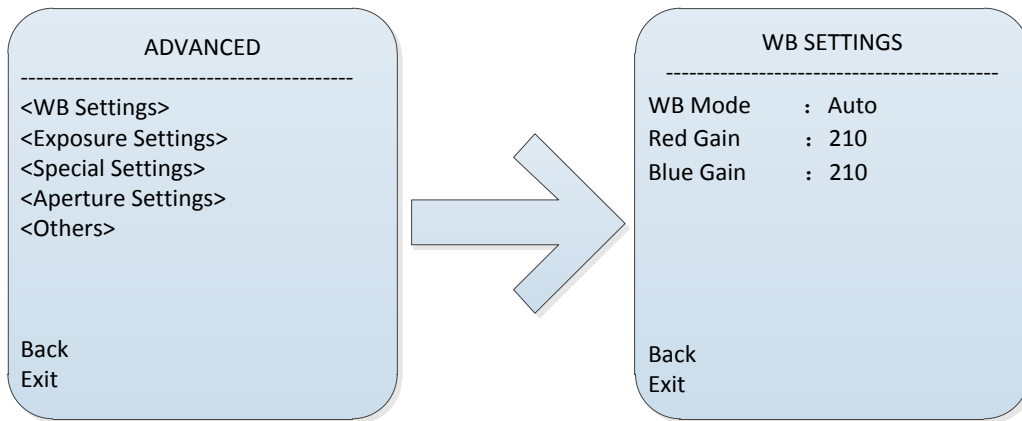 ADVANCED
-------------------------------------------
<WB Settings>
<Exposure Settings>
<Special Settings>
<Aperture Settings>
<Others>
Back
Exit
WB SETTINGS
-------------------------------------------
WB Mode ： Auto
Red Gain ： 210
Blue Gain ： 210
Back
Exit